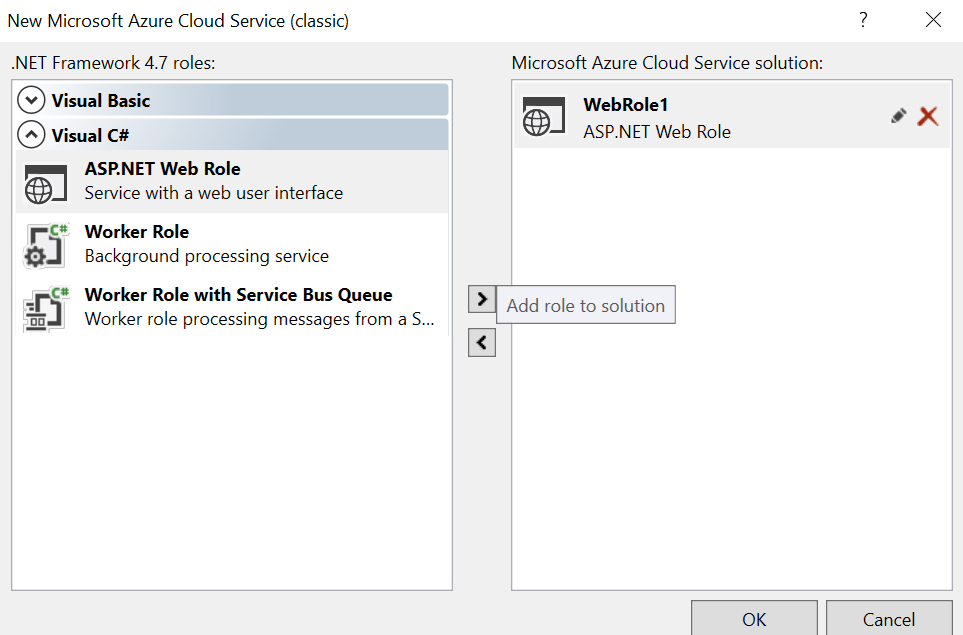 New Microsoft Azure Cloud Service (classic)
?
.NET Framework 4.7 roles:
Visual Basic
Visual C#
ASP.NET Web Role
Service with a web user interface
C#
Worker Role
Background processing service
C#
Worker Role with Service Bus Queue
Worker role processing messages from a S...
Microsoft Azure Cloud Service solution:
WebRole1
ASP.NET Web Role
Add role to solution
OK
Cancel